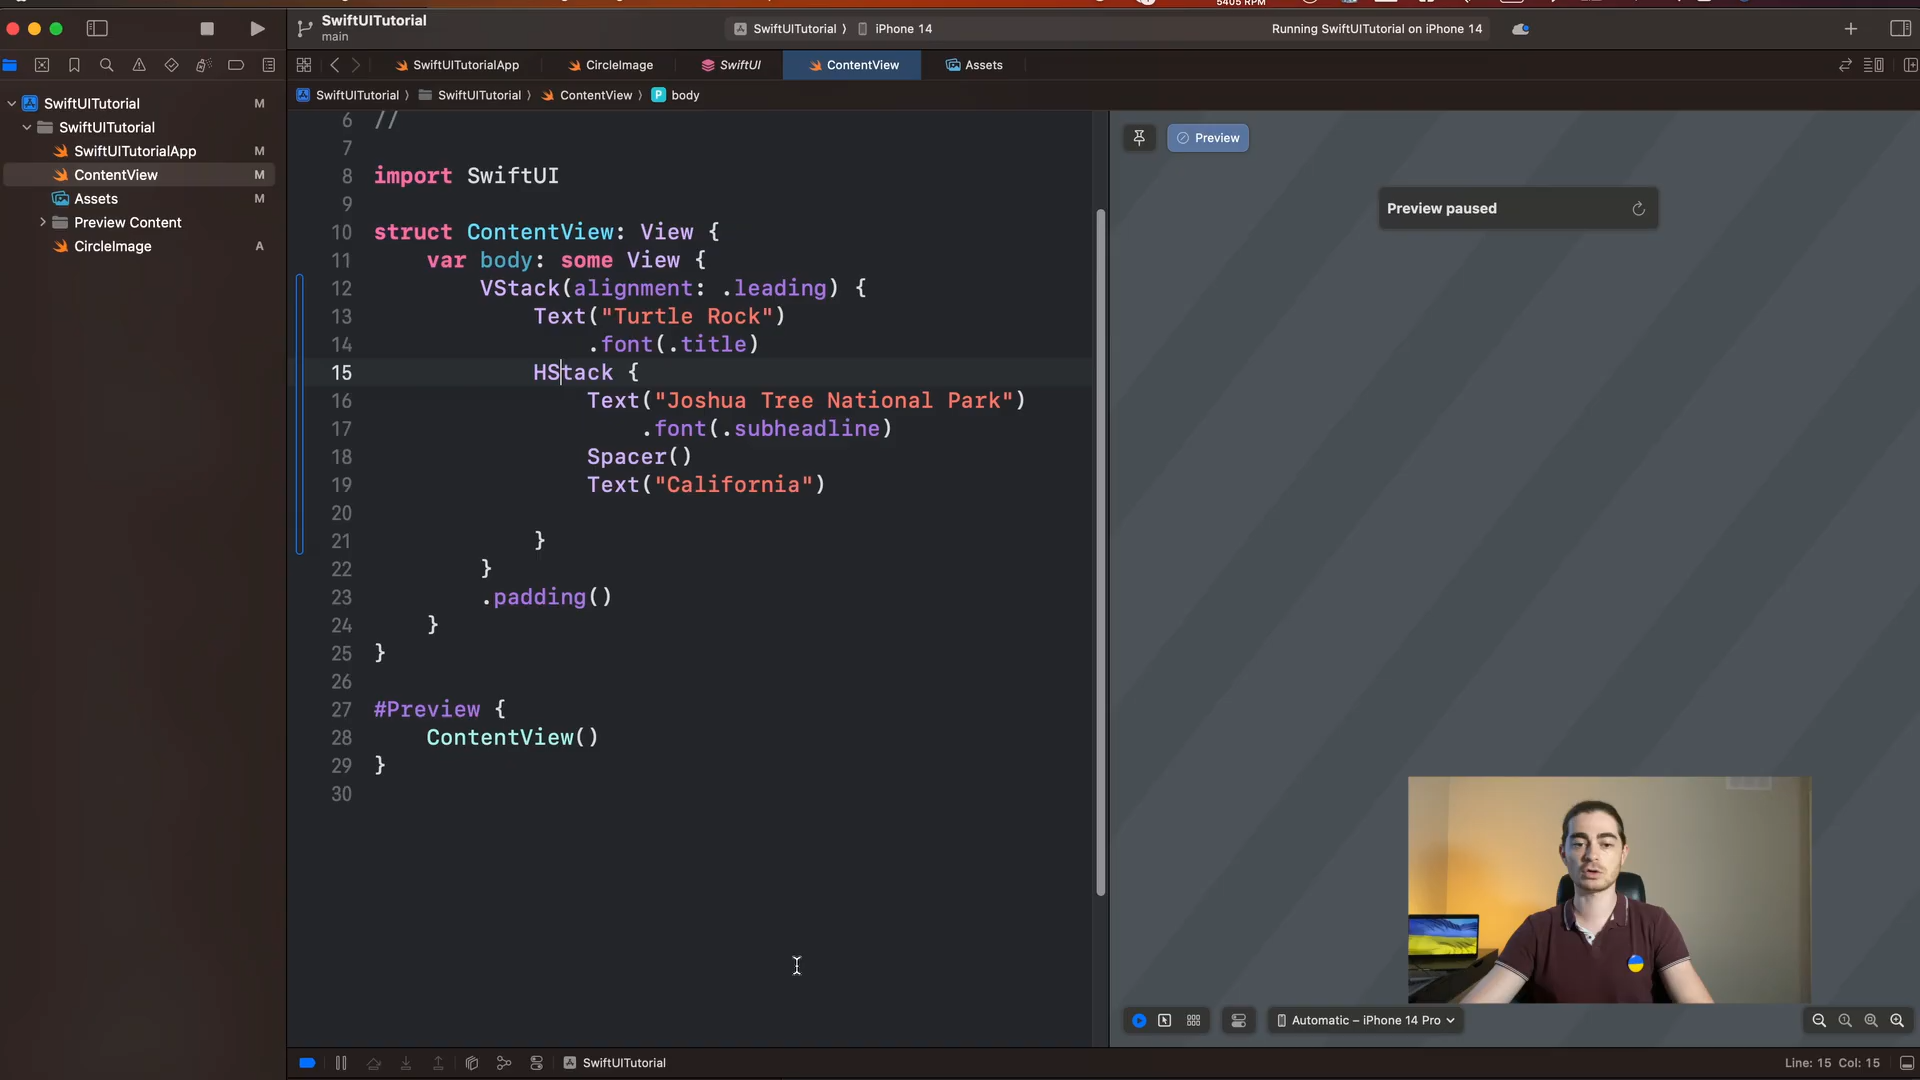 5405 RPM
SwiftUITutorial
main
SwiftUITutorial ⟩ iPhone 14
Running SwiftUITutorial on iPhone 14
SwiftUITutorialApp
CircleImage
SwiftUI
ContentView
Assets
SwiftUITutorial M
SwiftUITutorial
SwiftUITutorialApp M
ContentView M
Assets M
Preview Content
CircleImage A
SwiftUITutorial ⟩ SwiftUITutorial ⟩ ContentView ⟩ P body
6 //
7
8 import SwiftUI
9
10 struct ContentView: View {
11 var body: some View {
12 VStack(alignment: .leading) {
13 Text("Turtle Rock")
14 .font(.title)
15 HStack {
16 Text("Joshua Tree National Park")
17 .font(.subheadline)
18 Spacer()
19 Text("California")
20
21 }
22 }
23 .padding()
24 }
25 }
26
27 #Preview {
28 ContentView()
29 }
30
Preview
Preview paused
Automatic – iPhone 14 Pro
SwiftUITutorial
Line: 15 Col: 15